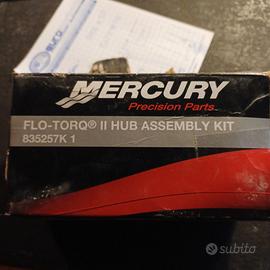 MERCURY
Precision Parts
FLO-TORQ® II HUB ASSEMBLY KIT
835257K 1
subito